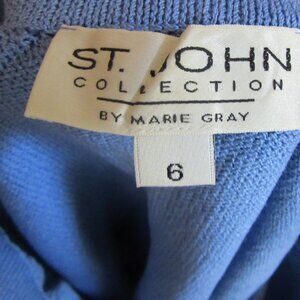 ST. JOHN
COLLECTION
BY MARIE GRAY
6